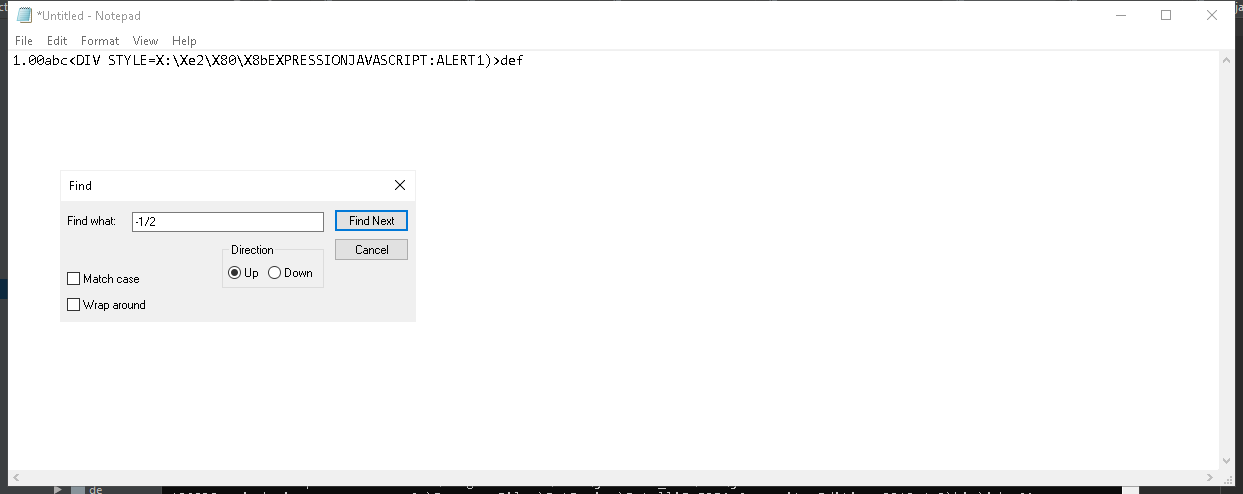 *Untitled - Notepad
File Edit Format View Help
1.00abc<DIV STYLE=X:\Xe2\X80\X8bEXPRESSIONJAVASCRIPT:ALERT1)>def
Find
Find what: -1/2 Find Next
Direction Cancel
Match case Up Down
Wrap around
de